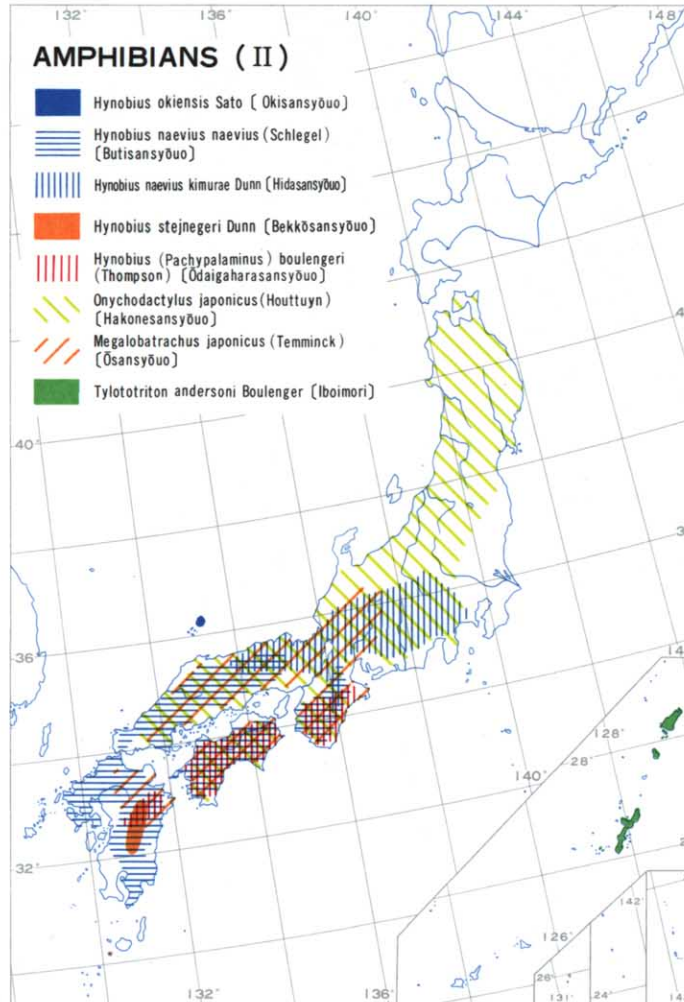 132° 136° 140° 144° 148°
AMPHIBIANS (II)
Hynobius okiensis Sato [Okisansyōuo]
Hynobius naevius naevius (Schlegel)
[Butisansyōuo]
Hynobius naevius kimurae Dunn [Hidasansyōuo]
Hynobius stejnegeri Dunn [Bekkōsansyōuo]
Hynobius (Pachypalaminus) boulengeri
(Thompson) [Ōdaigaharasansyōuo]
Onychodactylus japonicus (Houttuyn)
[Hakonesansyōuo]
Megalobatrachus japonicus (Temminck)
[Ōsansyōuo]
Tylototriton andersoni Boulenger [Iboimori]
40°
36°
128°
28°
140°
32°
142°
126°
26°
132° 136° 131° 24°